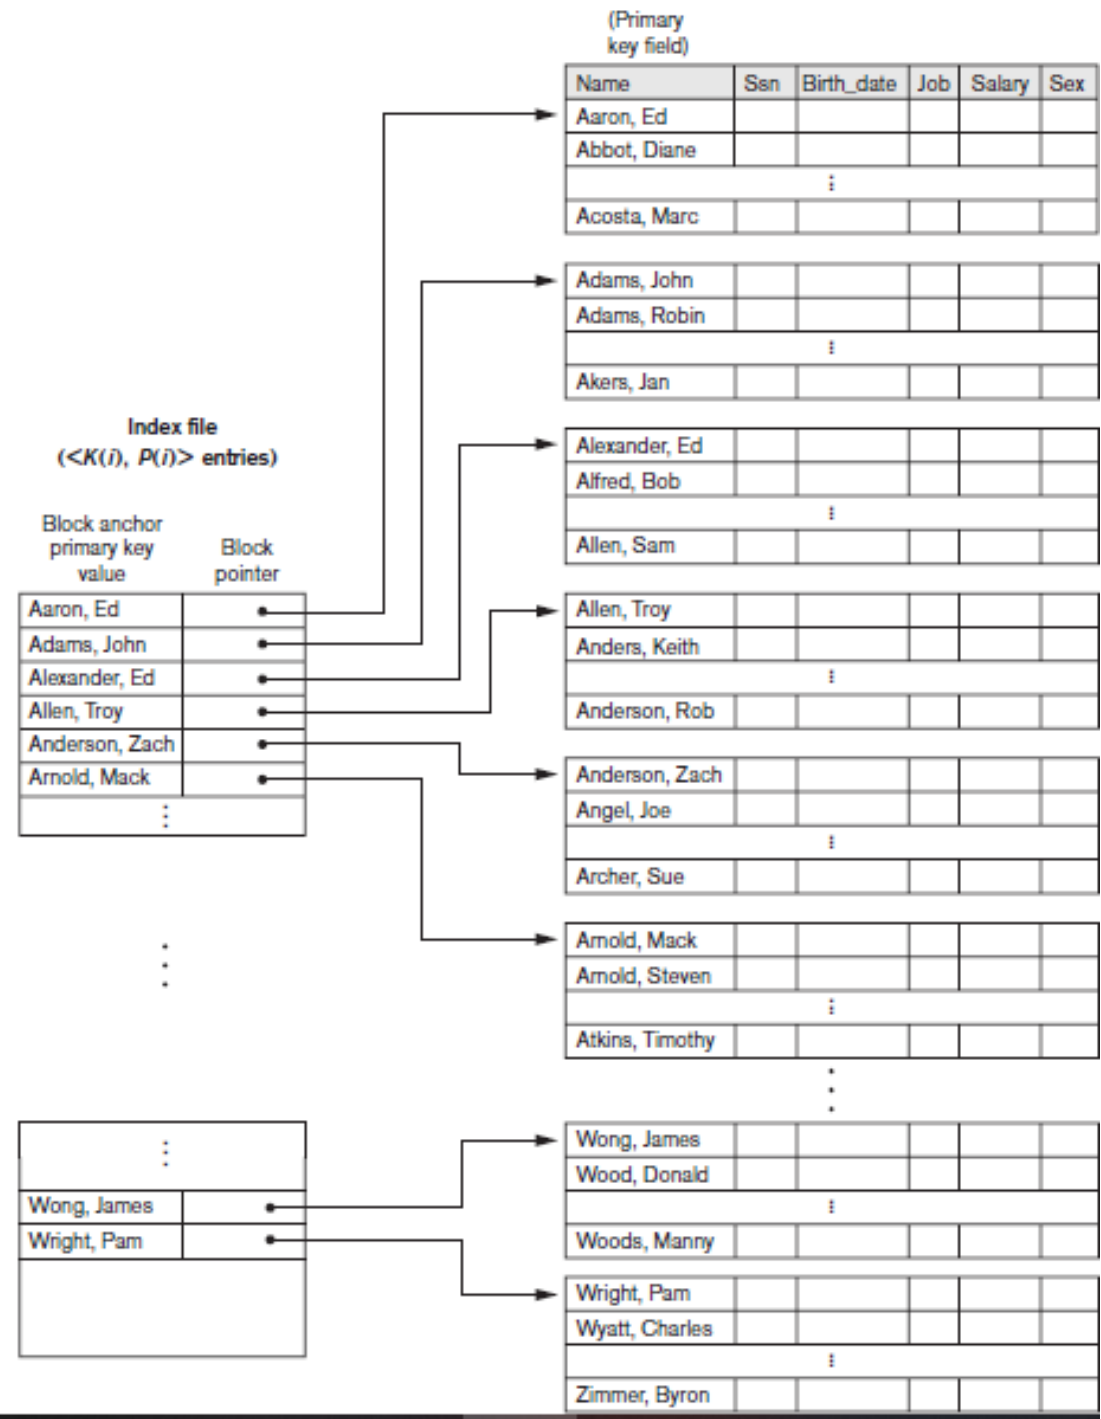 (Primary
key field)
Name Ssn Birth_date Job Salary Sex
Aaron, Ed
Abbot, Diane
⋮
Acosta, Marc
Adams, John
Adams, Robin
⋮
Akers, Jan
Alexander, Ed
Alfred, Bob
⋮
Allen, Sam
Allen, Troy
Anders, Keith
⋮
Anderson, Rob
Anderson, Zach
Angel, Joe
⋮
Archer, Sue
Arnold, Mack
Arnold, Steven
⋮
Atkins, Timothy
⋮
Wong, James
Wood, Donald
⋮
Woods, Manny
Wright, Pam
Wyatt, Charles
⋮
Zimmer, Byron
Index file
(<K(i), P(i)> entries)
Block anchor
primary key
value
Block
pointer
Aaron, Ed
Adams, John
Alexander, Ed
Allen, Troy
Anderson, Zach
Arnold, Mack
⋮
⋮
⋮
Wong, James
Wright, Pam